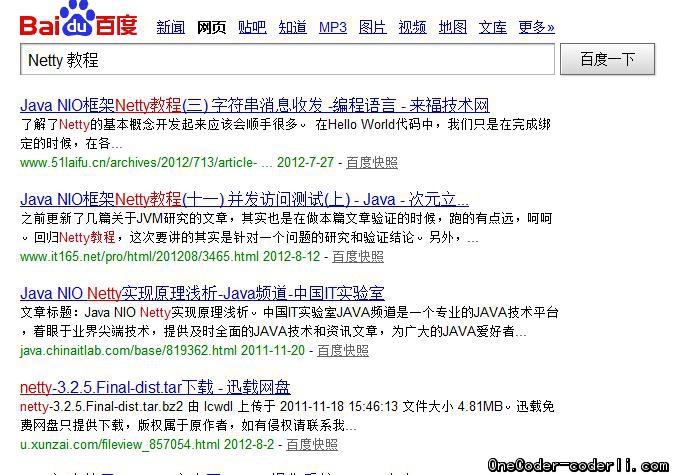 Bai du 百度 新闻 网页 贴吧 知道 MP3 图片 视频 地图 文库 更多»
Netty 教程 百度一下
Java NIO框架Netty教程(三) 字符串消息收发 -编程语言 - 来福技术网
了解了Netty的基本概念开发起来应该会顺手很多。 在Hello World代码中，我们只是在完成绑
定的时候，在各...
www.51laifu.cn/archives/2012/713/article- ... 2012-7-27 - 百度快照
Java NIO框架Netty教程(十一) 并发访问测试(上) - Java - 次元立...
之前更新了几篇关于JVM研究的文章，其实也是在做本篇文章验证的时候，跑的有点远，呵呵
。回归Netty教程，这次要讲的其实是针对一个问题的研究和验证结论。另外，...
www.it165.net/pro/html/201208/3465.html 2012-8-12 - 百度快照
Java NIO Netty实现原理浅析-Java频道-中国IT实验室
文章标题：Java NIO Netty实现原理浅析。中国IT实验室JAVA频道是一个专业的JAVA技术平台
，着眼于业界尖端技术，提供及时全面的JAVA技术和资讯文章，为广大的JAVA爱好者...
java.chinaitlab.com/base/819362.html 2011-11-20 - 百度快照
netty-3.2.5.Final-dist.tar下载 - 迅载网盘
netty-3.2.5.Final-dist.tar.bz2 由 lcwdl 上传于 2011-11-18 15:46:13 文件大小 4.81MB。迅载免
费网盘只提供下载，版权属于原作者，如有侵权请联系我...
u.xunzai.com/fileview_857054.html 2012-8-2 - 百度快照
OneCoder-coderli.com